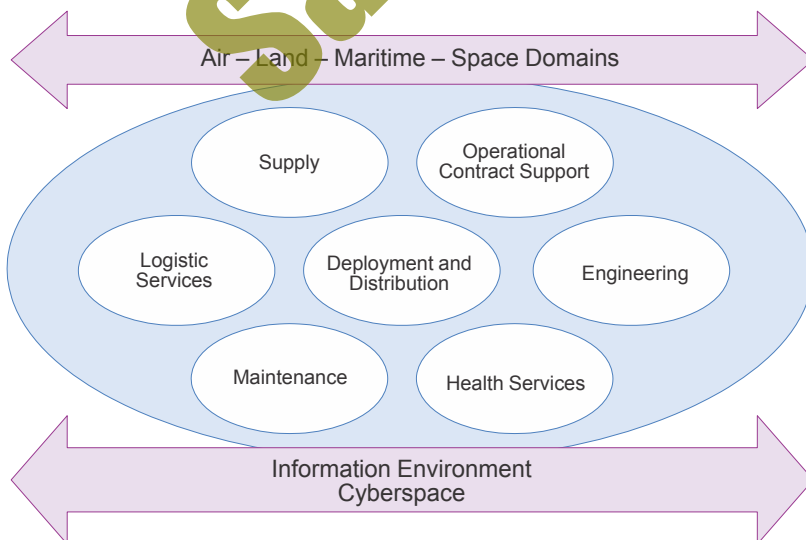 Air – Land – Maritime – Space Domains
Supply
Operational
Contract Support
Logistic
Services
Deployment and
Distribution
Engineering
Maintenance
Health Services
Information Environment
Cyberspace